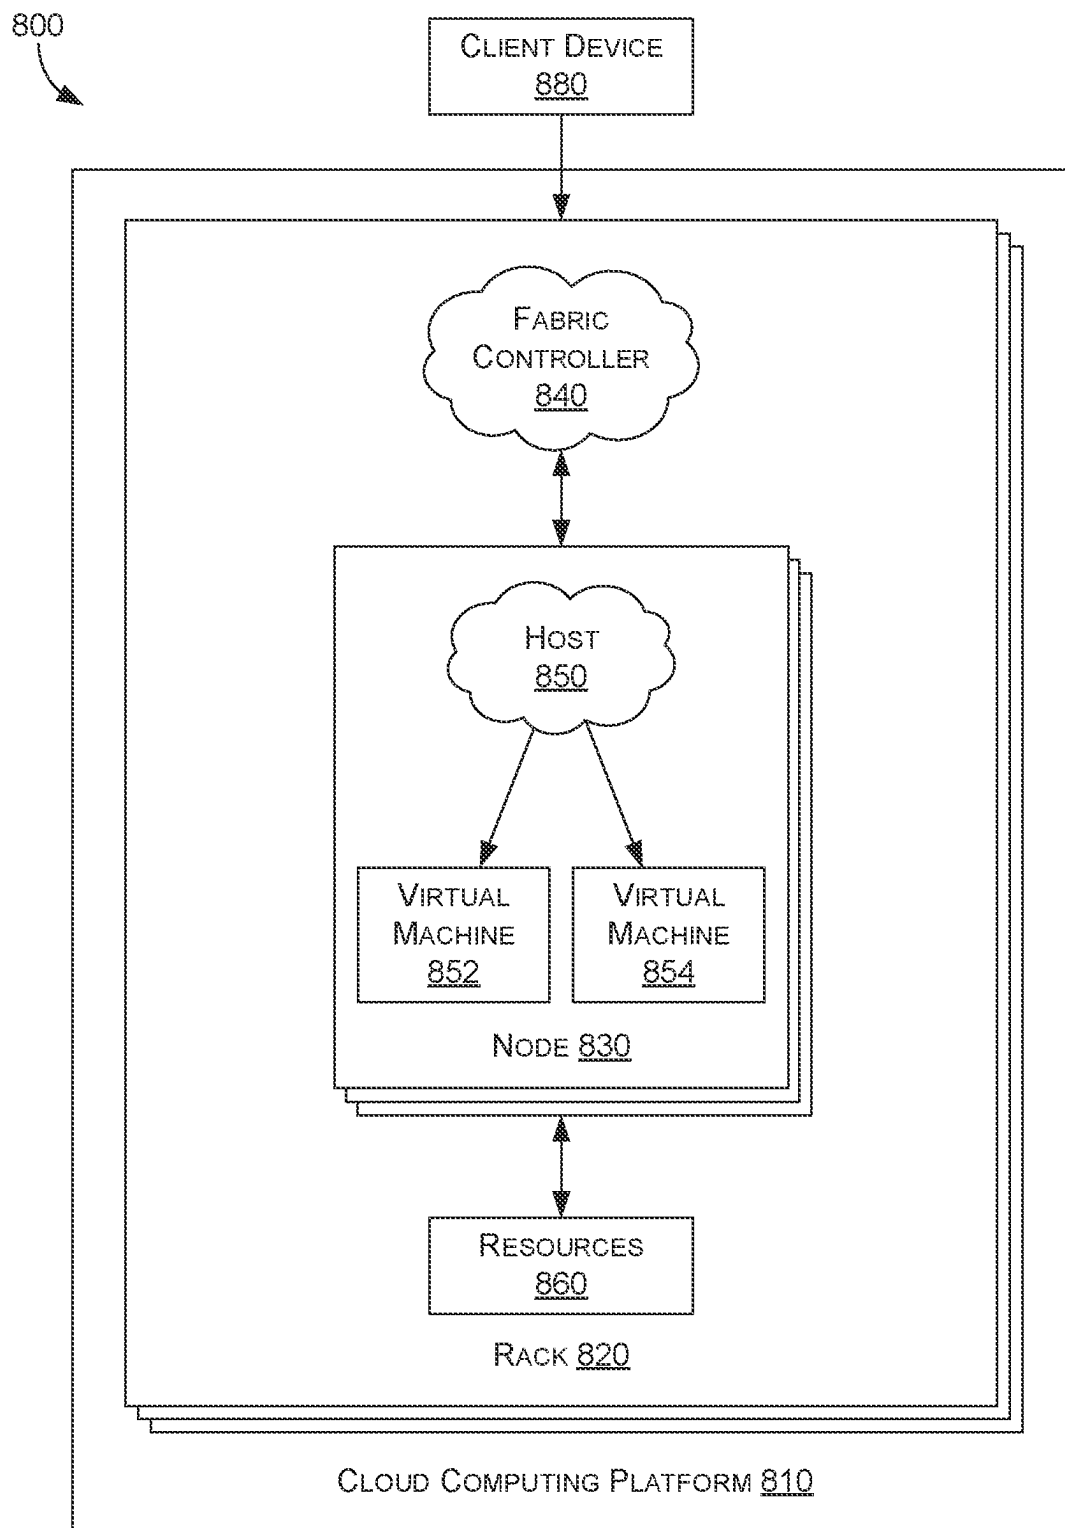 800
CLIENT DEVICE
880
FABRIC
CONTROLLER
840
HOST
850
VIRTUAL
MACHINE
852
VIRTUAL
MACHINE
854
NODE 830
RESOURCES
860
RACK 820
CLOUD COMPUTING PLATFORM 810